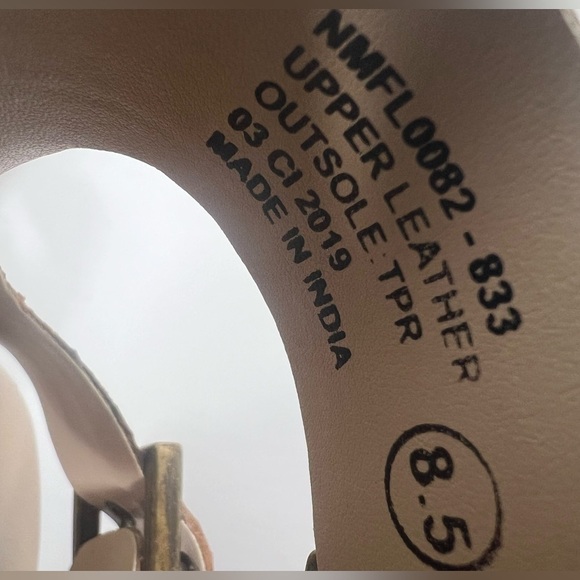 NMFL0082 - 833
UPPER LEATHER
OUTSOLE: TPR
03 CI 2019
MADE IN INDIA
8.5